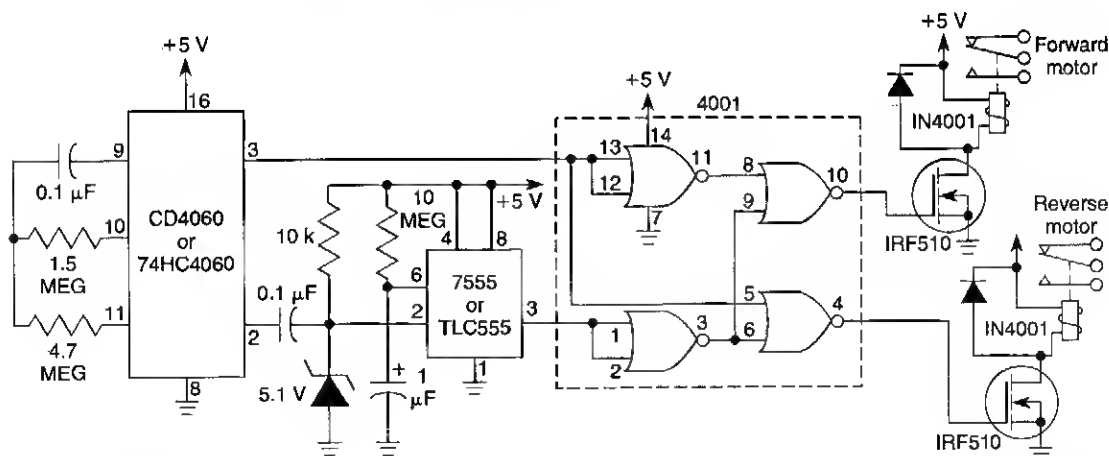 +5 V
16
9
3
0.1 µF
CD4060
or
74HC4060
10
1.5
MEG
11
4.7
MEG
2
8
0.1 µF
10 k
10
MEG
+5 V
4
8
6
7555
or
TLC555
2
3
1
5.1 V
+
1
µF
+5 V
4001
14
13
11
12
7
8
10
9
5
4
6
1
3
2
+5 V
Forward
motor
IN4001
IRF510
Reverse
motor
IN4001
IRF510